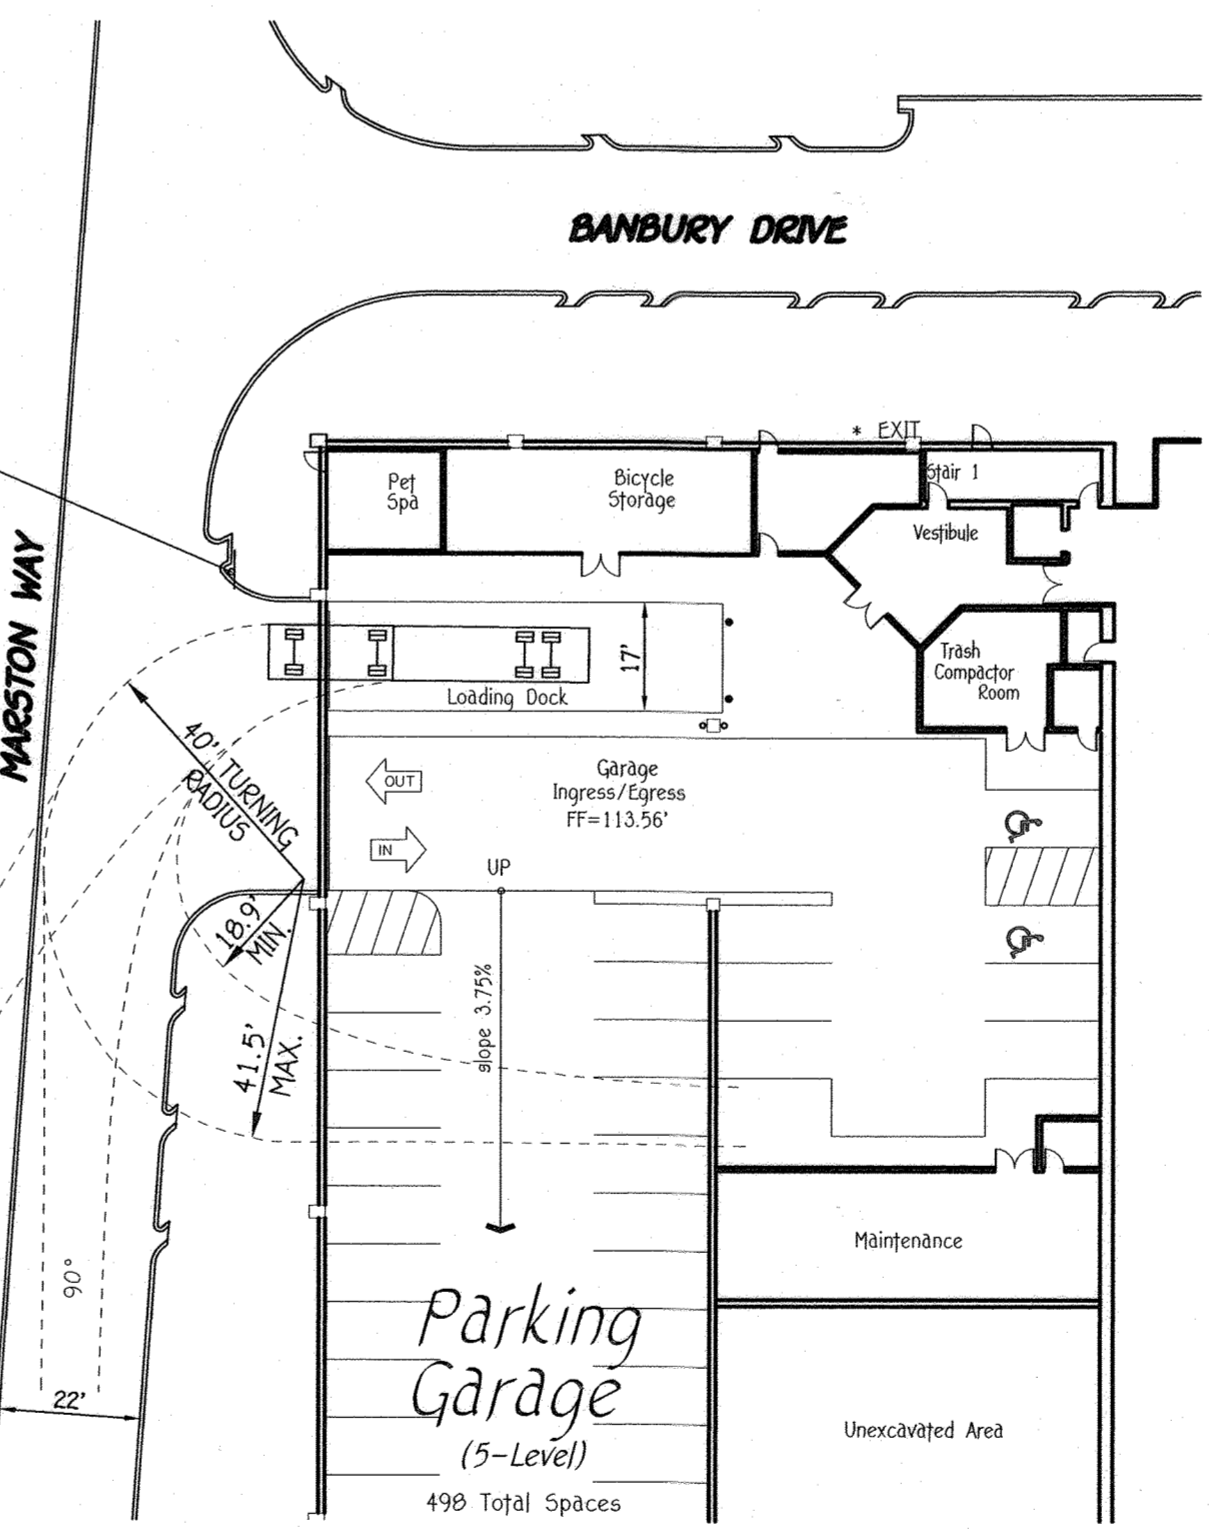 BANBURY DRIVE
* EXIT
Pet
Spa
Bicycle
Storage
Stair 1
Vestibule
MARSTON WAY
17'
Loading Dock
Trash
Compactor
Room
40' TURNING
RADIUS
OUT
IN
Garage
Ingress/Egress
FF=113.56'
UP
18.9'
MIN.
slope 3.75%
41.5'
MAX.
Maintenance
90°
22'
Parking
Garage
(5-Level)
498 Total Spaces
Unexcavated Area